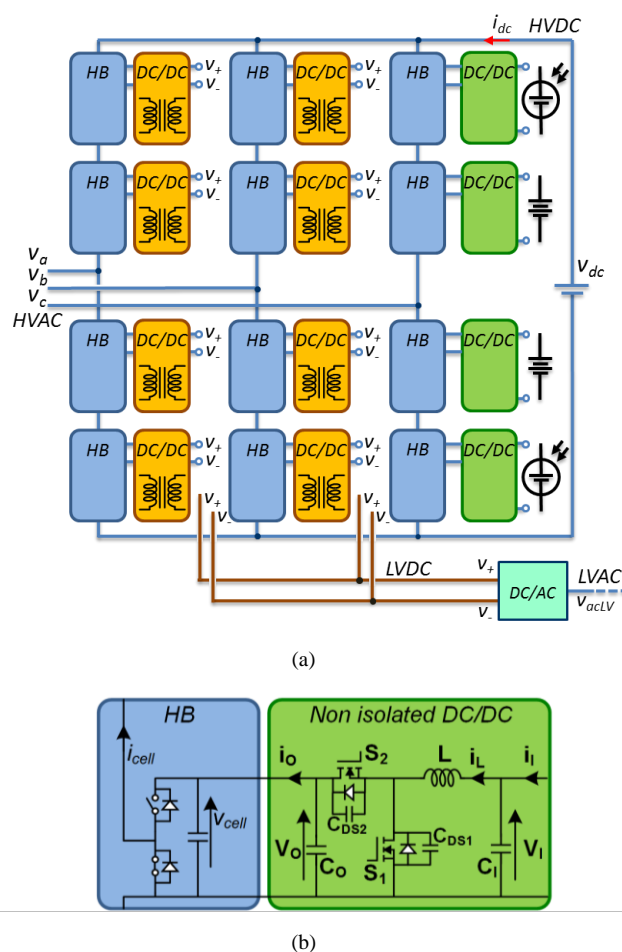 i_dc HVDC
HB DC/DC v+ v- HB DC/DC v+ v- HB DC/DC
HB DC/DC v+ v- HB DC/DC v+ v- HB DC/DC
v_a
v_b
v_c
HVAC
v_dc
HB DC/DC v+ v- HB DC/DC v+ v- HB DC/DC
HB DC/DC v+ v- HB DC/DC v+ v- HB DC/DC
v+ v- v+ v-
LVDC v+ LVAC
DC/AC
v- v_acLV
(a)
HB Non isolated DC/DC
i_cell i_O S_2 L i_L i_I
v_cell V_O C_O C_DS2 S_1 C_DS1 C_I V_I
(b)